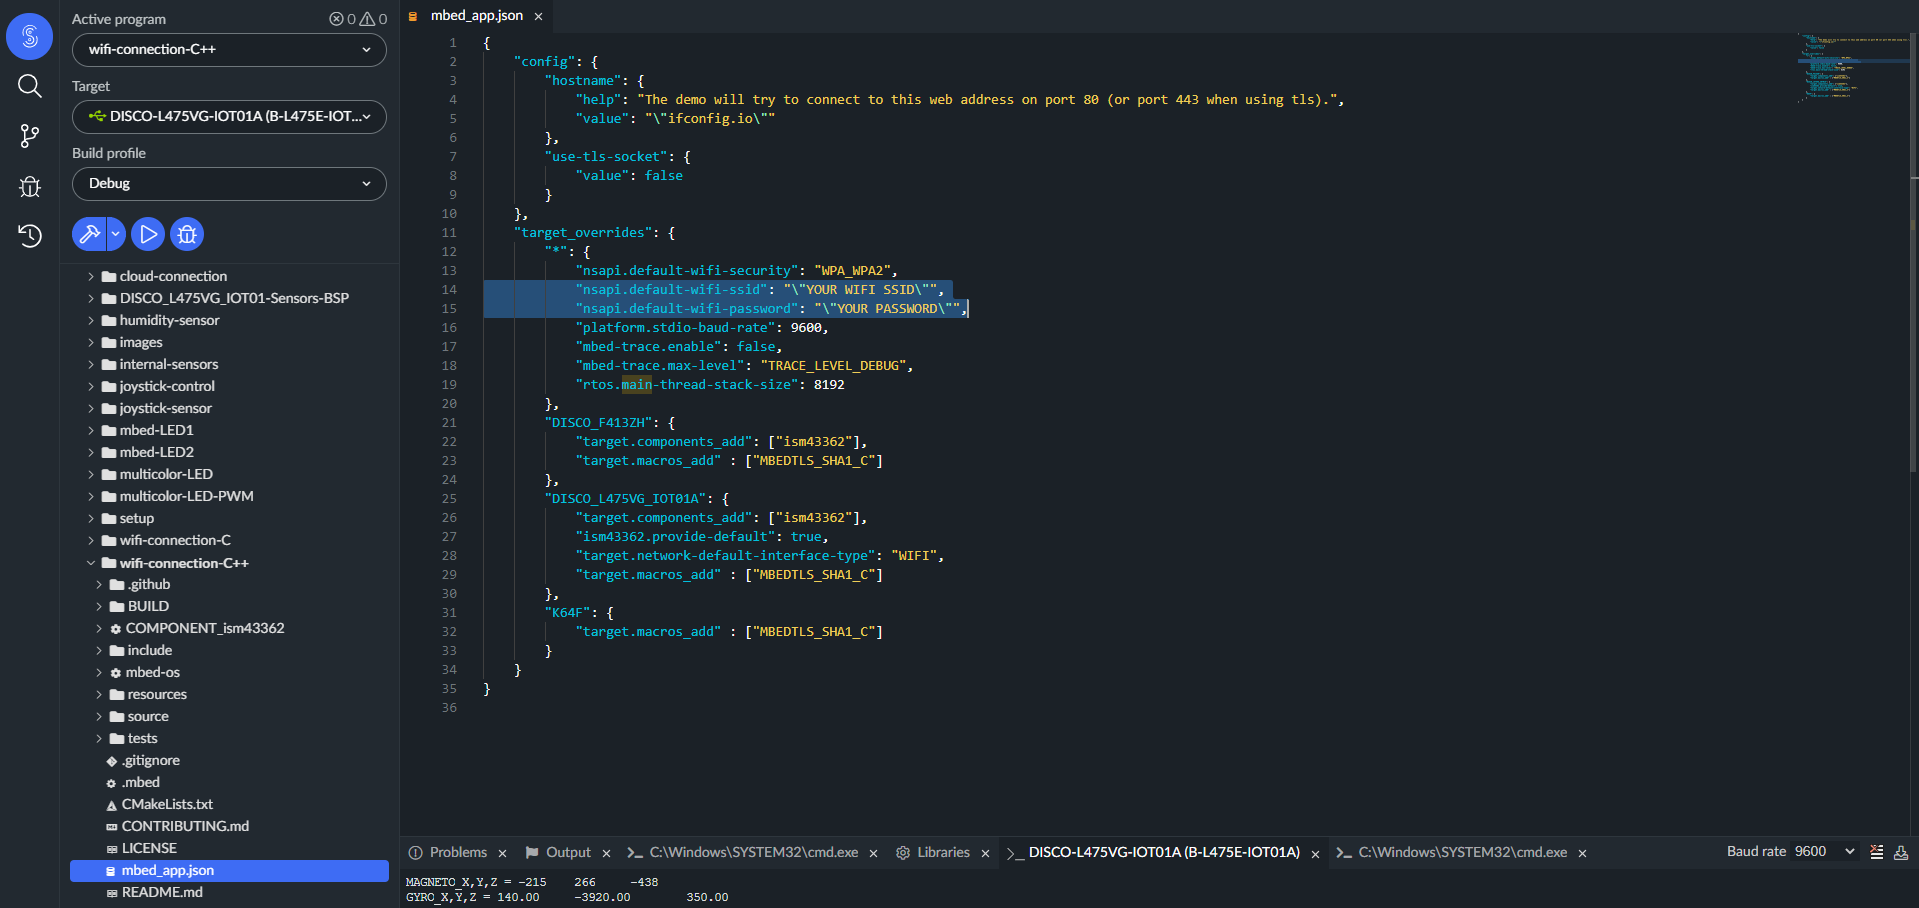 Active program
0 0
wifi-connection-C++
Target
DISCO-L475VG-IOT01A (B-L475E-IOT...
Build profile
Debug
cloud-connection
DISCO_L475VG_IOT01-Sensors-BSP
humidity-sensor
images
internal-sensors
joystick-control
joystick-sensor
mbed-LED1
mbed-LED2
multicolor-LED
multicolor-LED-PWM
setup
wifi-connection-C
wifi-connection-C++
.github
BUILD
COMPONENT_ism43362
include
mbed-os
resources
source
tests
.gitignore
.mbed
CMakeLists.txt
CONTRIBUTING.md
LICENSE
mbed_app.json
README.md
mbed_app.json
1 {
2 "config": {
3 "hostname": {
4 "help": "The demo will try to connect to this web address on port 80 (or port 443 when using tls).",
5 "value": "\"ifconfig.io\""
6 },
7 "use-tls-socket": {
8 "value": false
9 }
10 },
11 "target_overrides": {
12 "*": {
13 "nsapi.default-wifi-security": "WPA_WPA2",
14 "nsapi.default-wifi-ssid": "\"YOUR WIFI SSID\"",
15 "nsapi.default-wifi-password": "\"YOUR PASSWORD\"",
16 "platform.stdio-baud-rate": 9600,
17 "mbed-trace.enable": false,
18 "mbed-trace.max-level": "TRACE_LEVEL_DEBUG",
19 "rtos.main-thread-stack-size": 8192
20 },
21 "DISCO_F413ZH": {
22 "target.components_add": ["ism43362"],
23 "target.macros_add" : ["MBEDTLS_SHA1_C"]
24 },
25 "DISCO_L475VG_IOT01A": {
26 "target.components_add": ["ism43362"],
27 "ism43362.provide-default": true,
28 "target.network-default-interface-type": "WIFI",
29 "target.macros_add" : ["MBEDTLS_SHA1_C"]
30 },
31 "K64F": {
32 "target.macros_add" : ["MBEDTLS_SHA1_C"]
33 }
34 }
35 }
36
Problems Output C:\Windows\SYSTEM32\cmd.exe Libraries DISCO-L475VG-IOT01A (B-L475E-IOT01A) C:\Windows\SYSTEM32\cmd.exe Baud rate 9600
MAGNETO_X,Y,Z = -215 266 -438
GYRO_X,Y,Z = 140.00 -3920.00 350.00